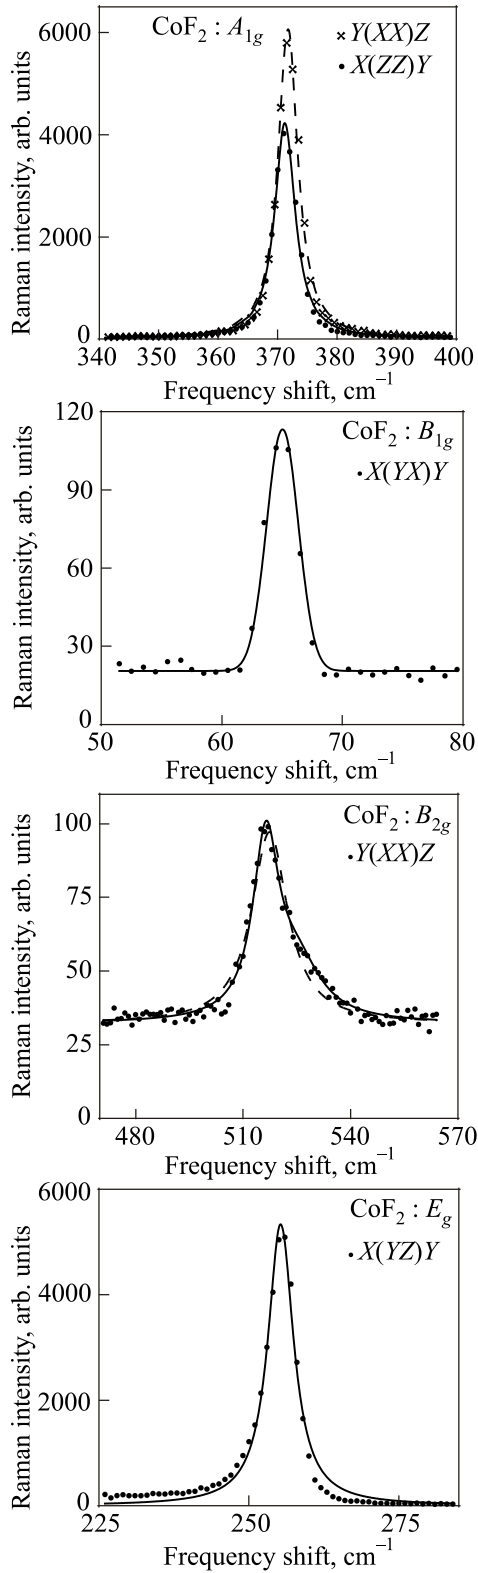 CoF2 : A1g
Y(XX)Z
X(ZZ)Y
Raman intensity, arb. units
6000
4000
2000
0
340 350 360 370 380 390 400
Frequency shift, cm–1
CoF2 : B1g
X(YX)Y
Raman intensity, arb. units
120
90
60
30
0
50 60 70 80
Frequency shift, cm–1
CoF2 : B2g
Y(XX)Z
Raman intensity, arb. units
100
75
50
25
0
480 510 540 570
Frequency shift, cm–1
CoF2 : Eg
X(YZ)Y
Raman intensity, arb. units
6000
4000
2000
0
225 250 275
Frequency shift, cm–1